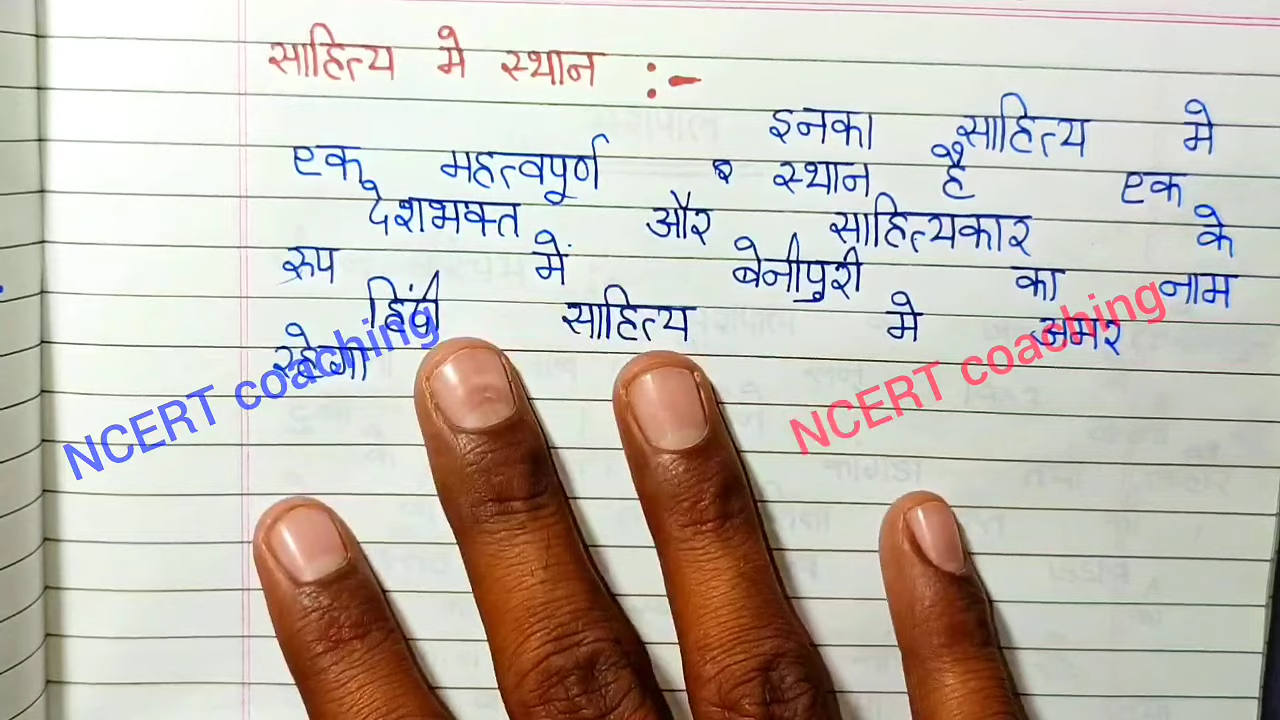 साहित्य मे स्थान :-
इनका साहित्य मे
एक महत्वपूर्ण स्थान है एक
देशभक्त और साहित्यकार के
रुप में बेनीपुरी का नाम
हिंदी साहित्य मे अमर
रहेगा
NCERT coaching
NCERT coaching